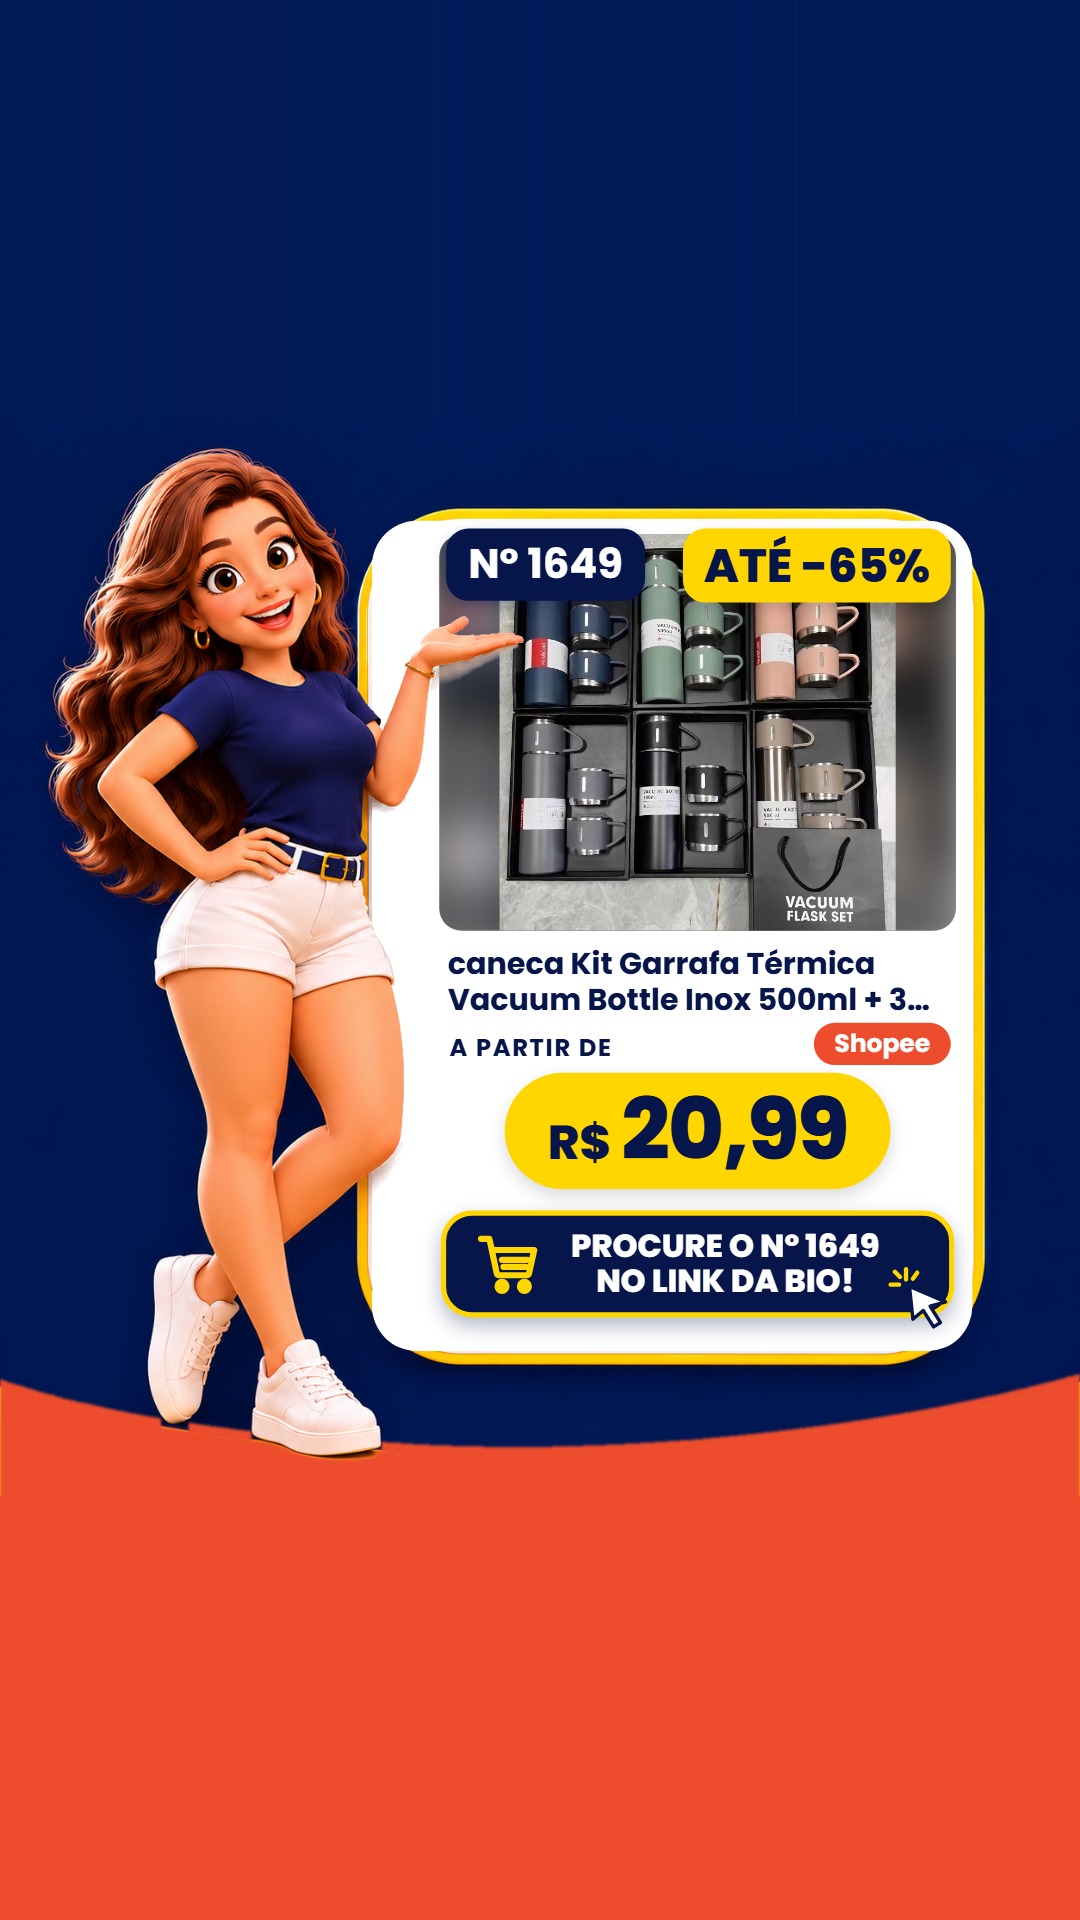 Nº 1649
ATÉ -65%
VACUUM
FLASK SET
caneca Kit Garrafa Térmica
Vacuum Bottle Inox 500ml + 3...
A PARTIR DE
Shopee
R$ 20,99
PROCURE O Nº 1649
NO LINK DA BIO!